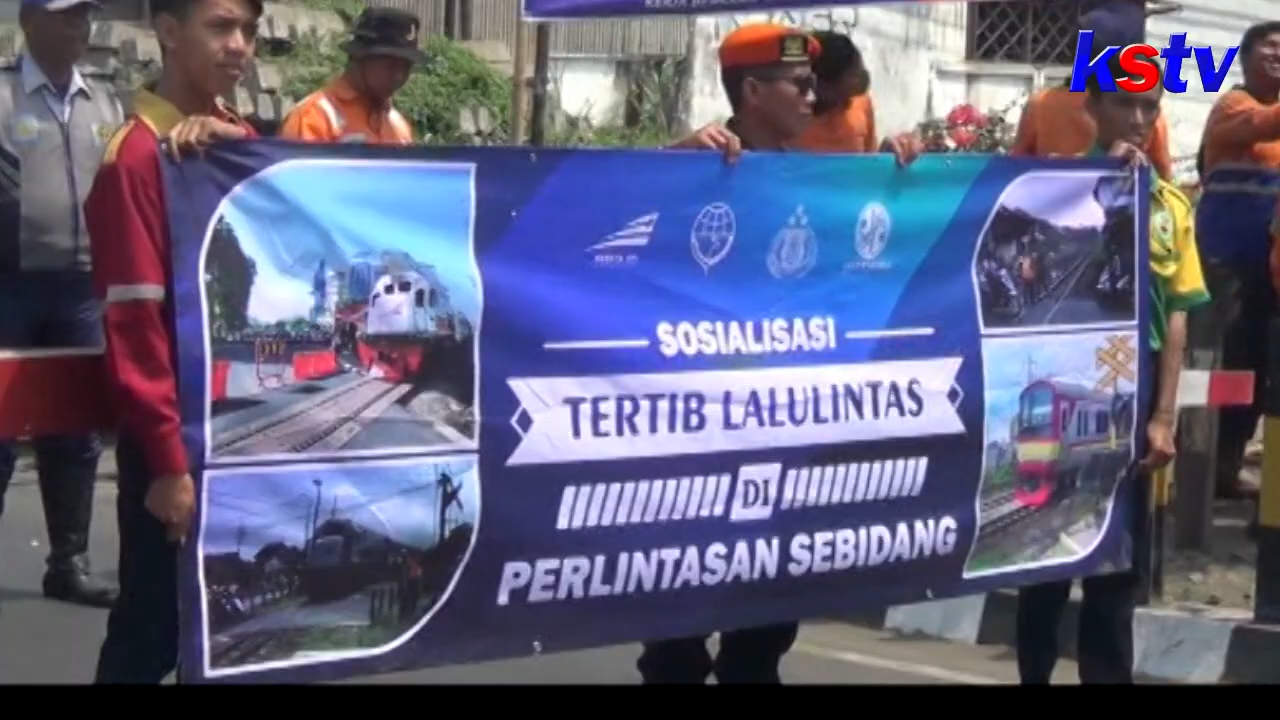 kstv
SOSIALISASI
TERTIB LALULINTAS
DI
PERLINTASAN SEBIDANG